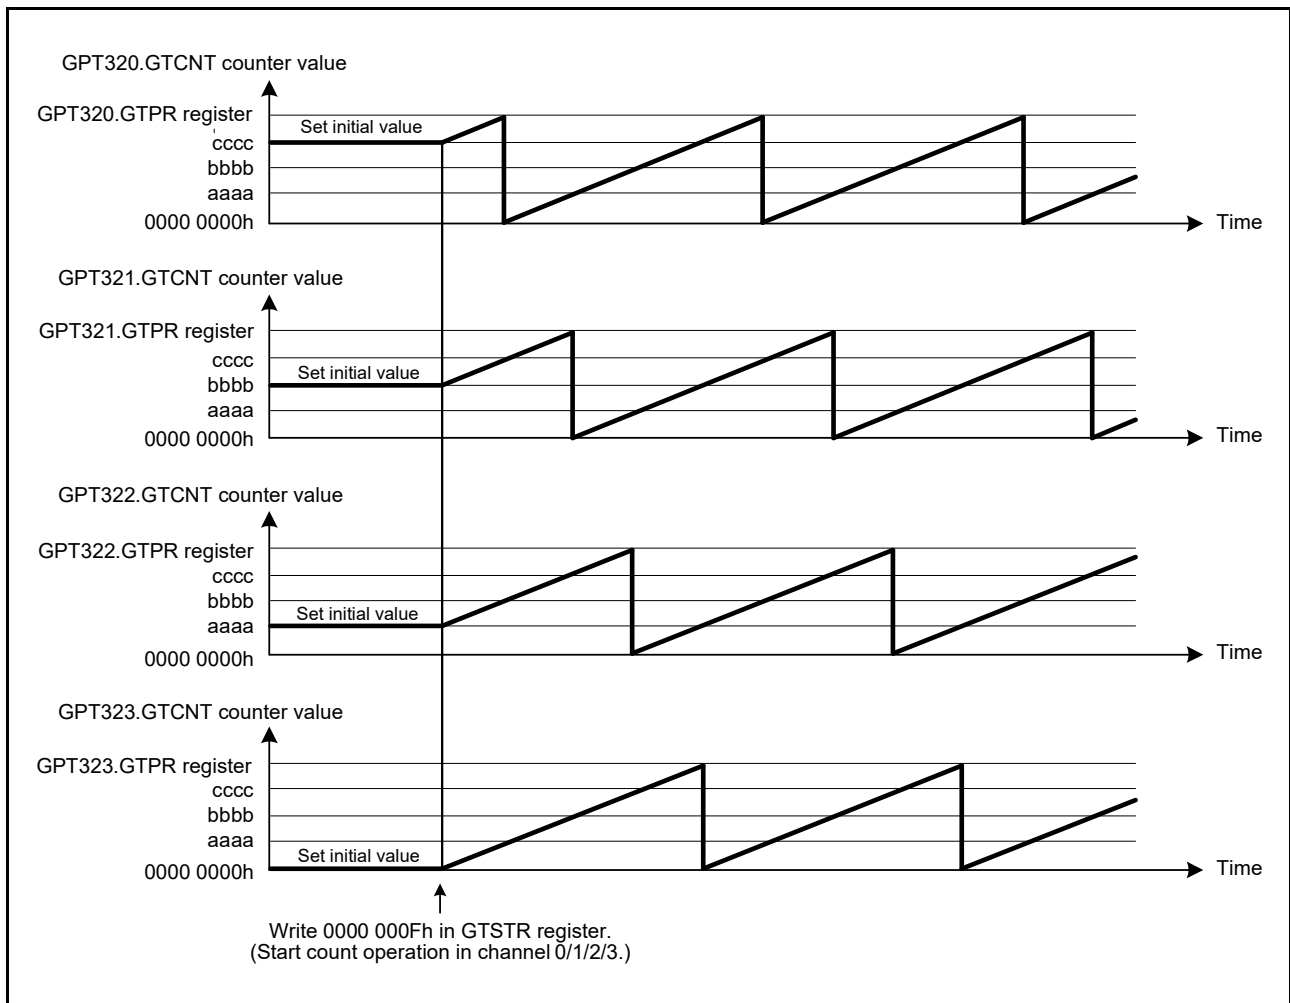 GPT320.GTCNT counter value
GPT320.GTPR register
Set initial value
cccc
bbbb
aaaa
0000 0000h
Time
GPT321.GTCNT counter value
GPT321.GTPR register
cccc
Set initial value
bbbb
aaaa
0000 0000h
Time
GPT322.GTCNT counter value
GPT322.GTPR register
cccc
bbbb
Set initial value
aaaa
0000 0000h
Time
GPT323.GTCNT counter value
GPT323.GTPR register
cccc
bbbb
aaaa
Set initial value
0000 0000h
Time
Write 0000 000Fh in GTSTR register.
(Start count operation in channel 0/1/2/3.)